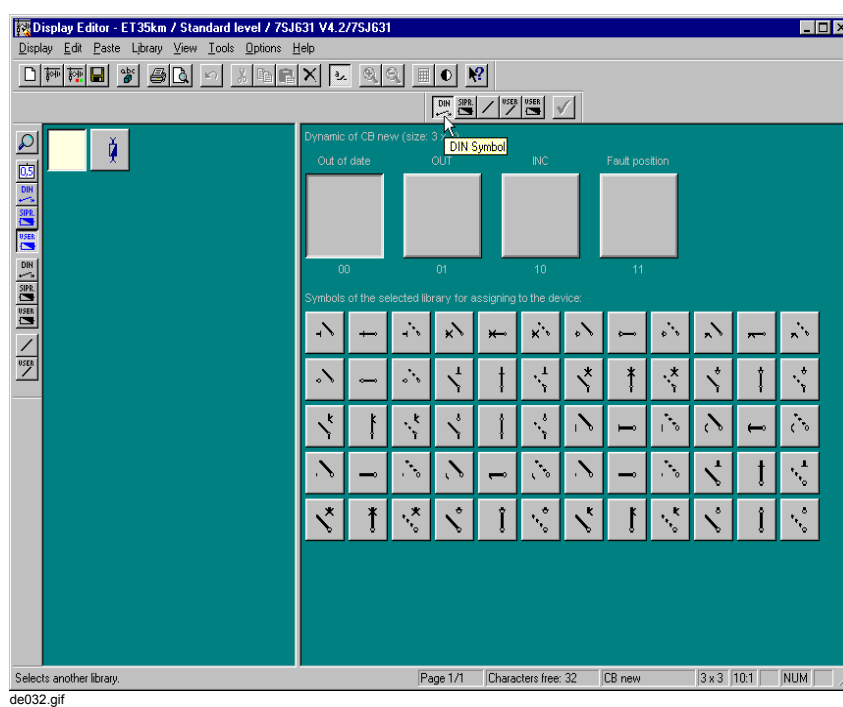 Display Editor - ET35km / Standard level / 7SJ631 V4.2/7SJ631
Display Edit Paste Library View Tools Options Help
abc
DIN SIPR. USER USER
Dynamic of CB new (size: 3 x
DIN Symbol
Out of date OUT INC Fault position
0,5
DIN
SIPR.
USER
DIN
SIPR.
USER
USER
00 01 10 11
Symbols of the selected library for assigning to the device:
Selects another library. Page 1/1 Characters free: 32 CB new 3 x 3 10:1 NUM
de032.gif